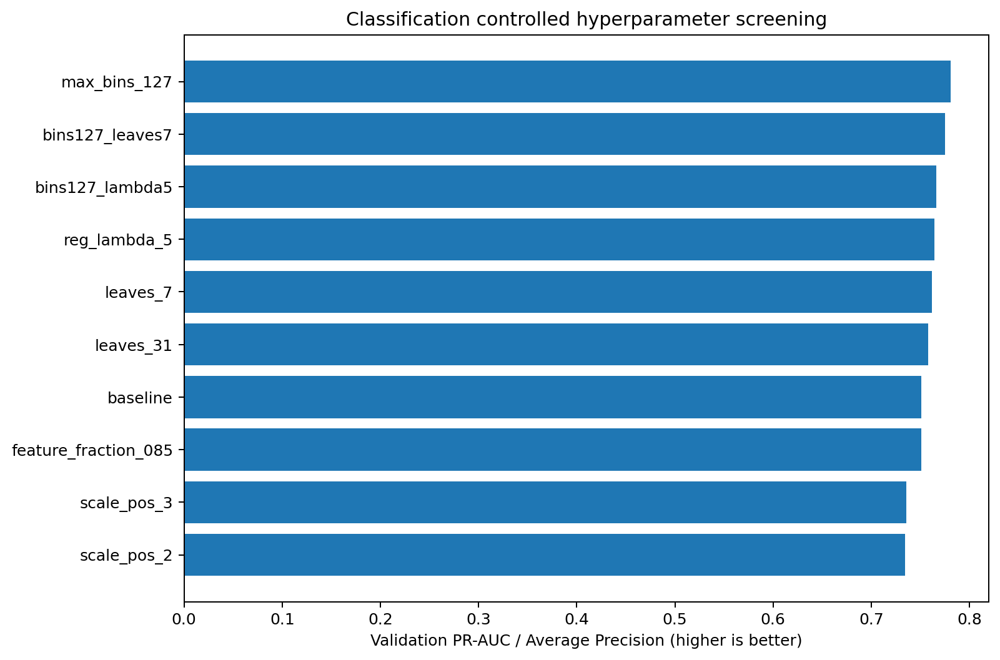 Classification controlled hyperparameter screening
max_bins_127
bins127_leaves7
bins127_lambda5
reg_lambda_5
leaves_7
leaves_31
baseline
feature_fraction_085
scale_pos_3
scale_pos_2
0.0 0.1 0.2 0.3 0.4 0.5 0.6 0.7 0.8
Validation PR-AUC / Average Precision (higher is better)